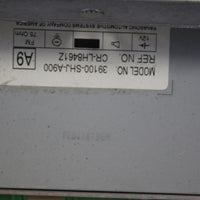 PANASONIC AUTOMOTIVE SYSTEMS COMPANY OF AMERICA
12V
FM
75 Ohm
MODEL NO. 39100-SHJ-A900
REF NO. CR-LH8461Z
A9